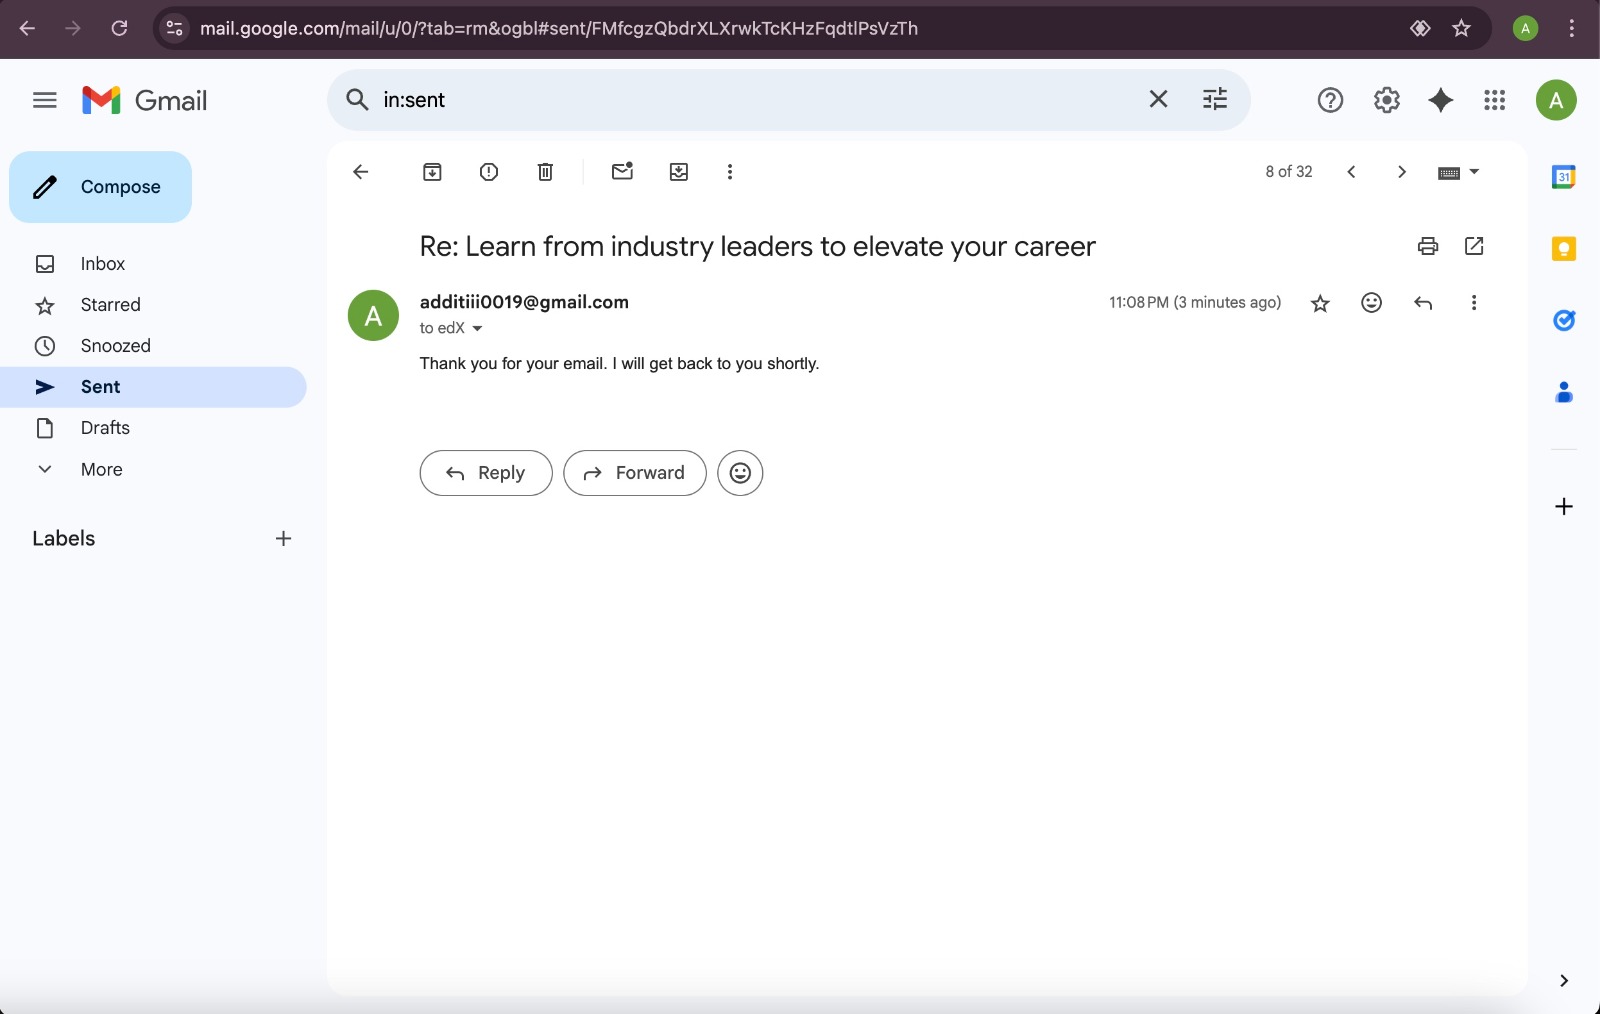 mail.google.com/mail/u/0/?tab=rm&ogbl#sent/FMfcgzQbdrXLXrwkTcKHzFqdtlPsVzTh
A
Gmail
in:sent
A
Compose
8 of 32
31
Re: Learn from industry leaders to elevate your career
Inbox
Starred
Snoozed
Sent
Drafts
More
Labels
A
additiii0019@gmail.com
11:08 PM (3 minutes ago)
to edX
Thank you for your email. I will get back to you shortly.
Reply
Forward